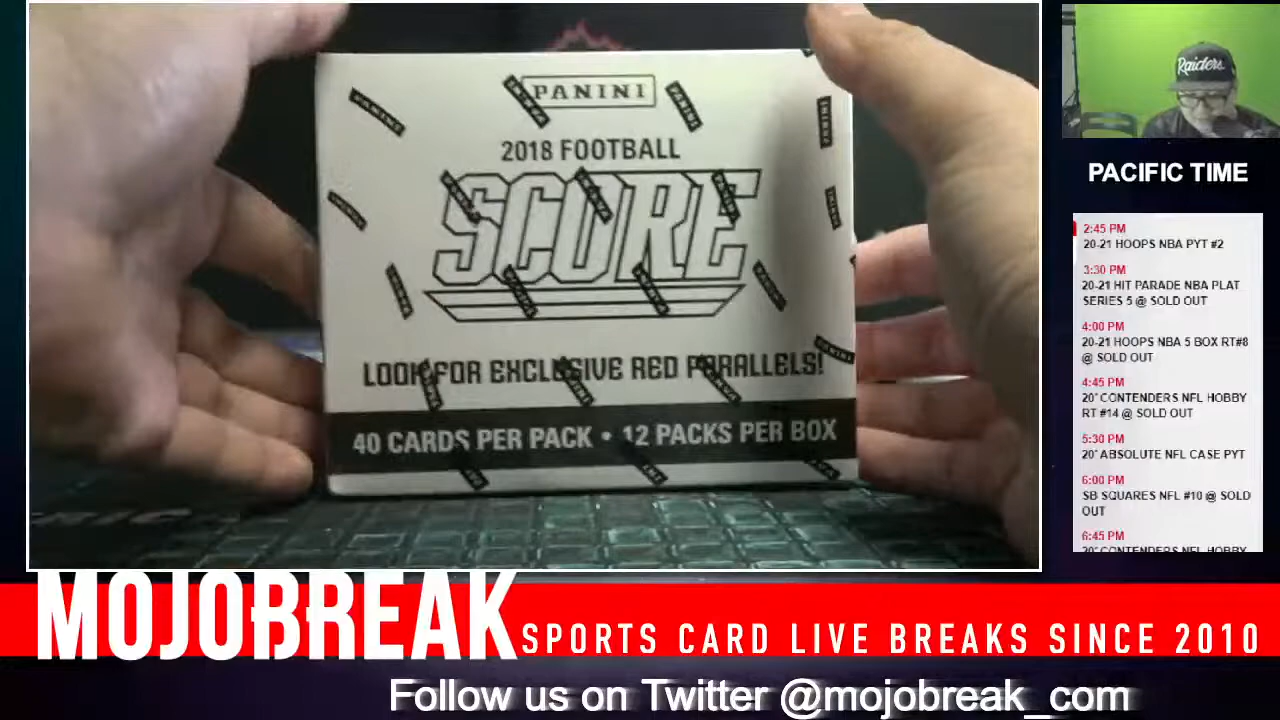 PANINI
2018 FOOTBALL
SCORE
LOOK FOR EXCLUSIVE RED PARALLELS!
40 CARDS PER PACK • 12 PACKS PER BOX
Raiders
PACIFIC TIME
2:45 PM
20-21 HOOPS NBA PYT #2
3:30 PM
20-21 HIT PARADE NBA PLAT
SERIES 5 @ SOLD OUT
4:00 PM
20-21 HOOPS NBA 5 BOX RT#8
@ SOLD OUT
4:45 PM
20" CONTENDERS NFL HOBBY
RT #14 @ SOLD OUT
5:30 PM
20" ABSOLUTE NFL CASE PYT
6:00 PM
SB SQUARES NFL #10 @ SOLD
OUT
6:45 PM
20" CONTENDERS NFL HOBBY
MOJOBREAK
SPORTS CARD LIVE BREAKS SINCE 2010
Follow us on Twitter @mojobreak_com